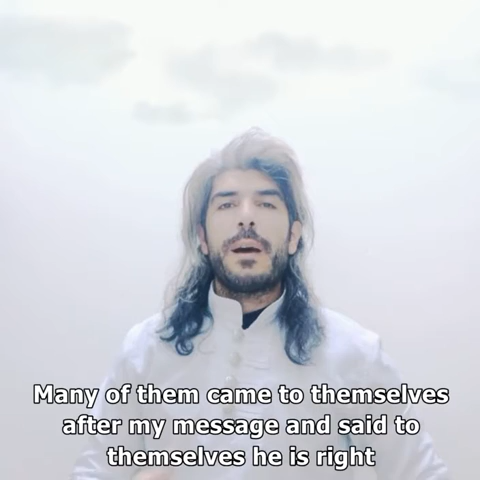 Many of them came to themselves
after my message and said to
themselves he is right